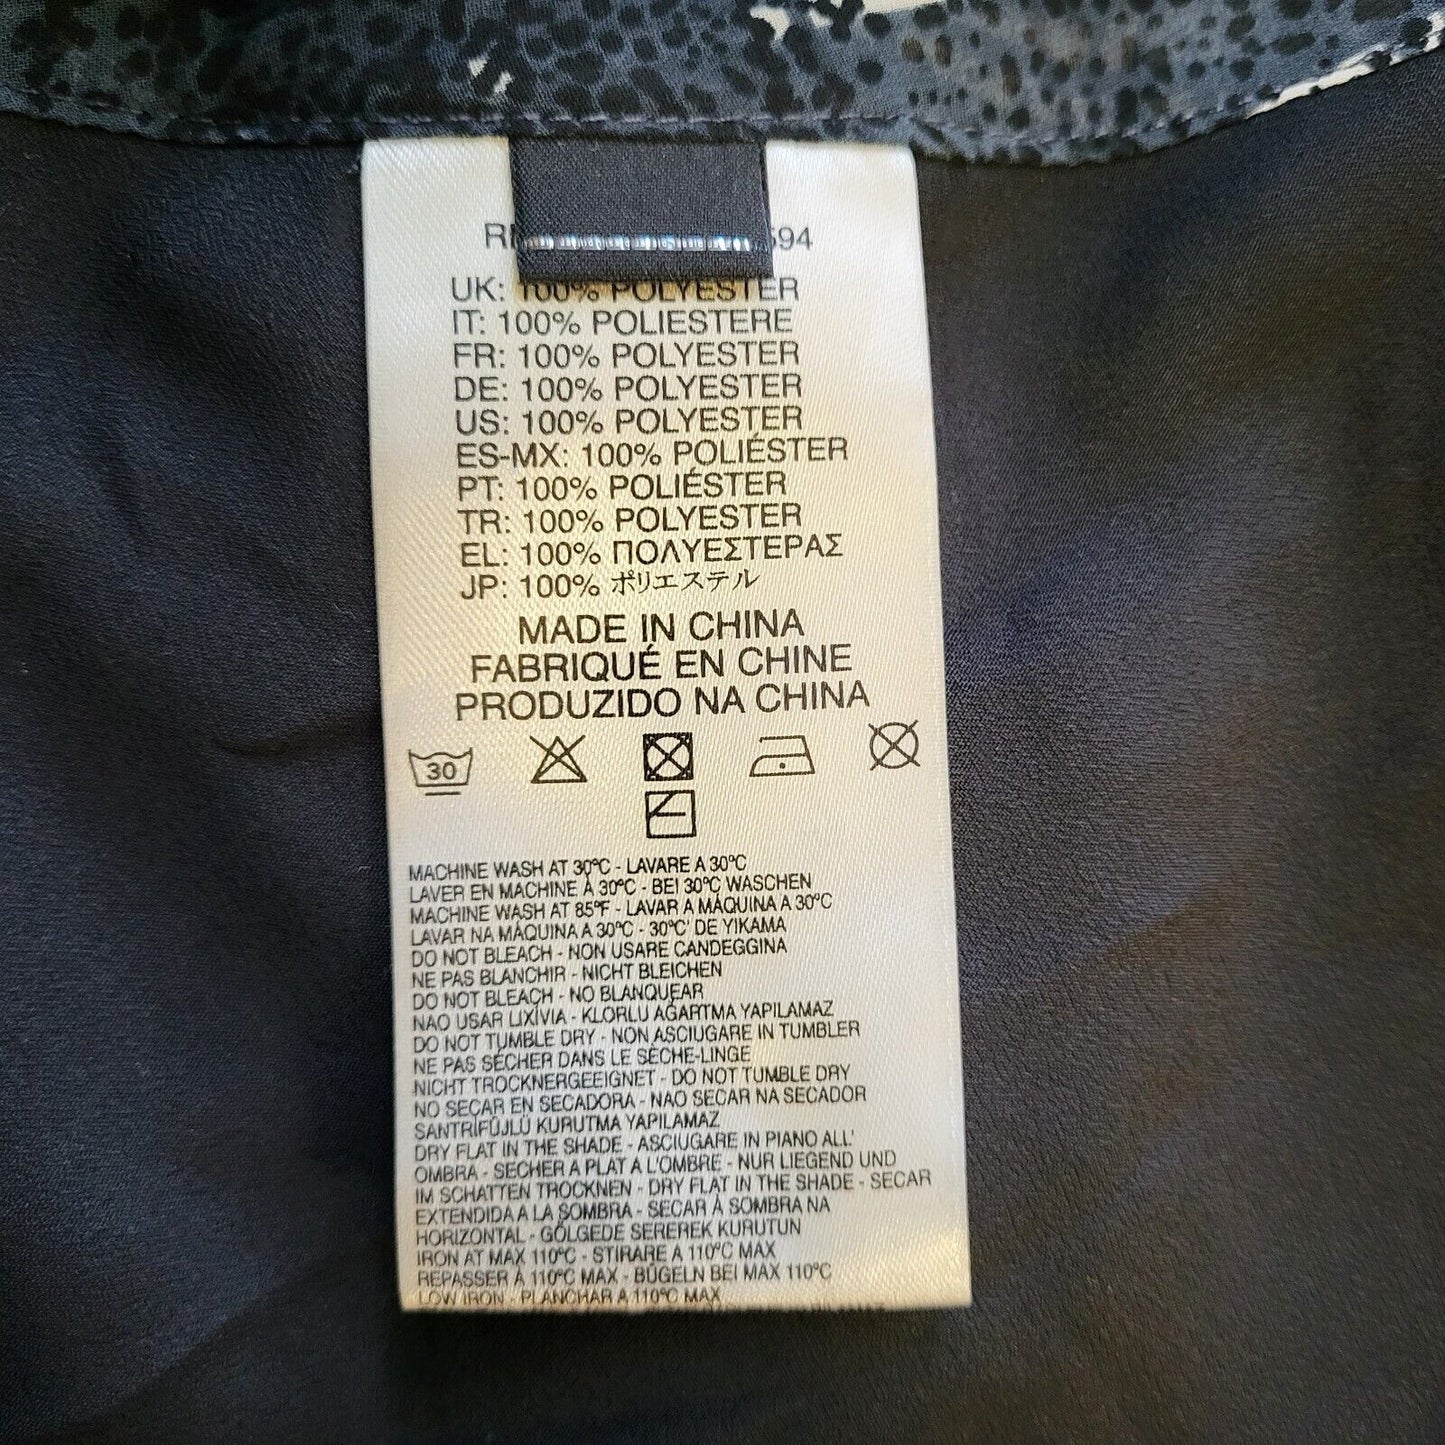 594
UK: 100% POLYESTER
IT: 100% POLIESTERE
FR: 100% POLYESTER
DE: 100% POLYESTER
US: 100% POLYESTER
ES-MX: 100% POLIÉSTER
PT: 100% POLIÉSTER
TR: 100% POLYESTER
EL: 100% ΠΟΛΥΕΣΤΕΡΑΣ
JP: 100% ポリエステル
MADE IN CHINA
FABRIQUÉ EN CHINE
PRODUZIDO NA CHINA
30
MACHINE WASH AT 30°C - LAVARE A 30°C
LAVER EN MACHINE À 30°C - BEI 30°C WASCHEN
MACHINE WASH AT 85°F - LAVAR A MÁQUINA A 30°C
LAVAR NA MÁQUINA A 30°C - 30°C' DE YIKAMA
DO NOT BLEACH - NON USARE CANDEGGINA
NE PAS BLANCHIR - NICHT BLEICHEN
DO NOT BLEACH - NO BLANQUEAR
NAO USAR LIXÍVIA - KLORLU AĞARTMA YAPILAMAZ
DO NOT TUMBLE DRY - NON ASCIUGARE IN TUMBLER
NE PAS SÉCHER DANS LE SÈCHE-LINGE
NICHT TROCKNERGEEIGNET - DO NOT TUMBLE DRY
NO SECAR EN SECADORA - NAO SECAR NA SECADOR
SANTRİFÜJLÜ KURUTMA YAPILAMAZ
DRY FLAT IN THE SHADE - ASCIUGARE IN PIANO ALL'
OMBRA - SECHER A PLAT A L'OMBRE - NUR LIEGEND UND
IM SCHATTEN TROCKNEN - DRY FLAT IN THE SHADE - SECAR
EXTENDIDA A LA SOMBRA - SECAR À SOMBRA NA
HORIZONTAL - GÖLGEDE SEREREK KURUTUN
IRON AT MAX 110°C - STIRARE A 110°C MAX
REPASSER À 110°C MAX - BÜGELN BEI MAX 110°C
LOW IRON - PLANCHAR A 110°C MAX